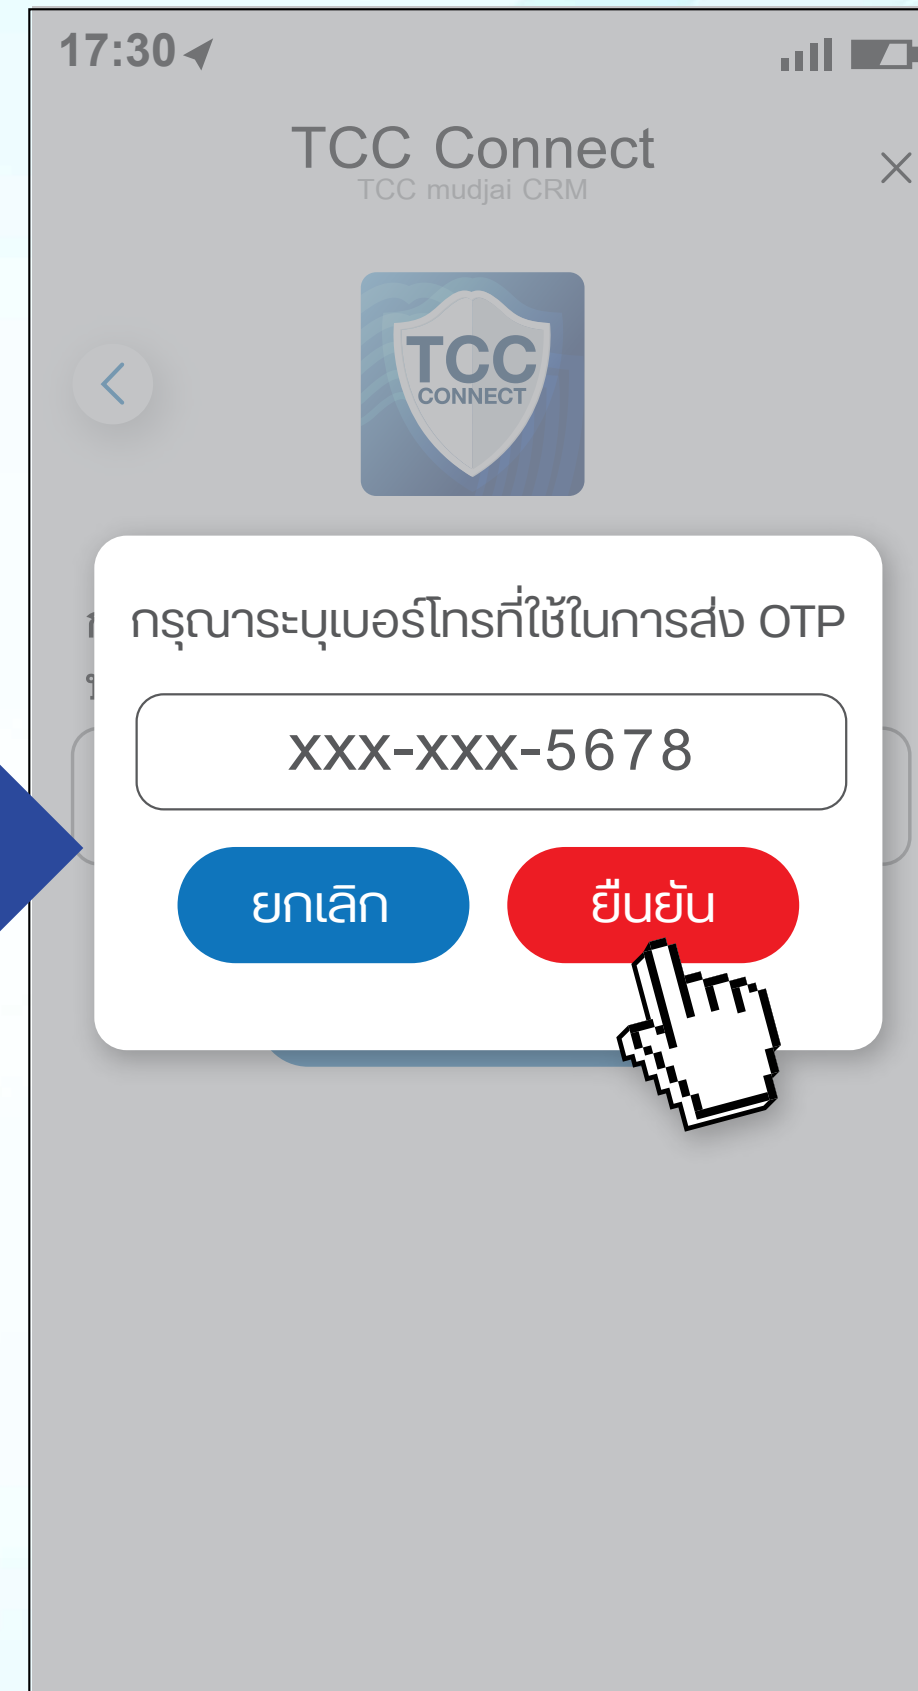 17:30
TCC Connect
TCC mudjai CRM
TCC
CONNECT
กรุณาระบุเบอร์โทรที่ใช้ในการส่ง OTP
xxx-xxx-5678
ยกเลิก
ยืนยัน